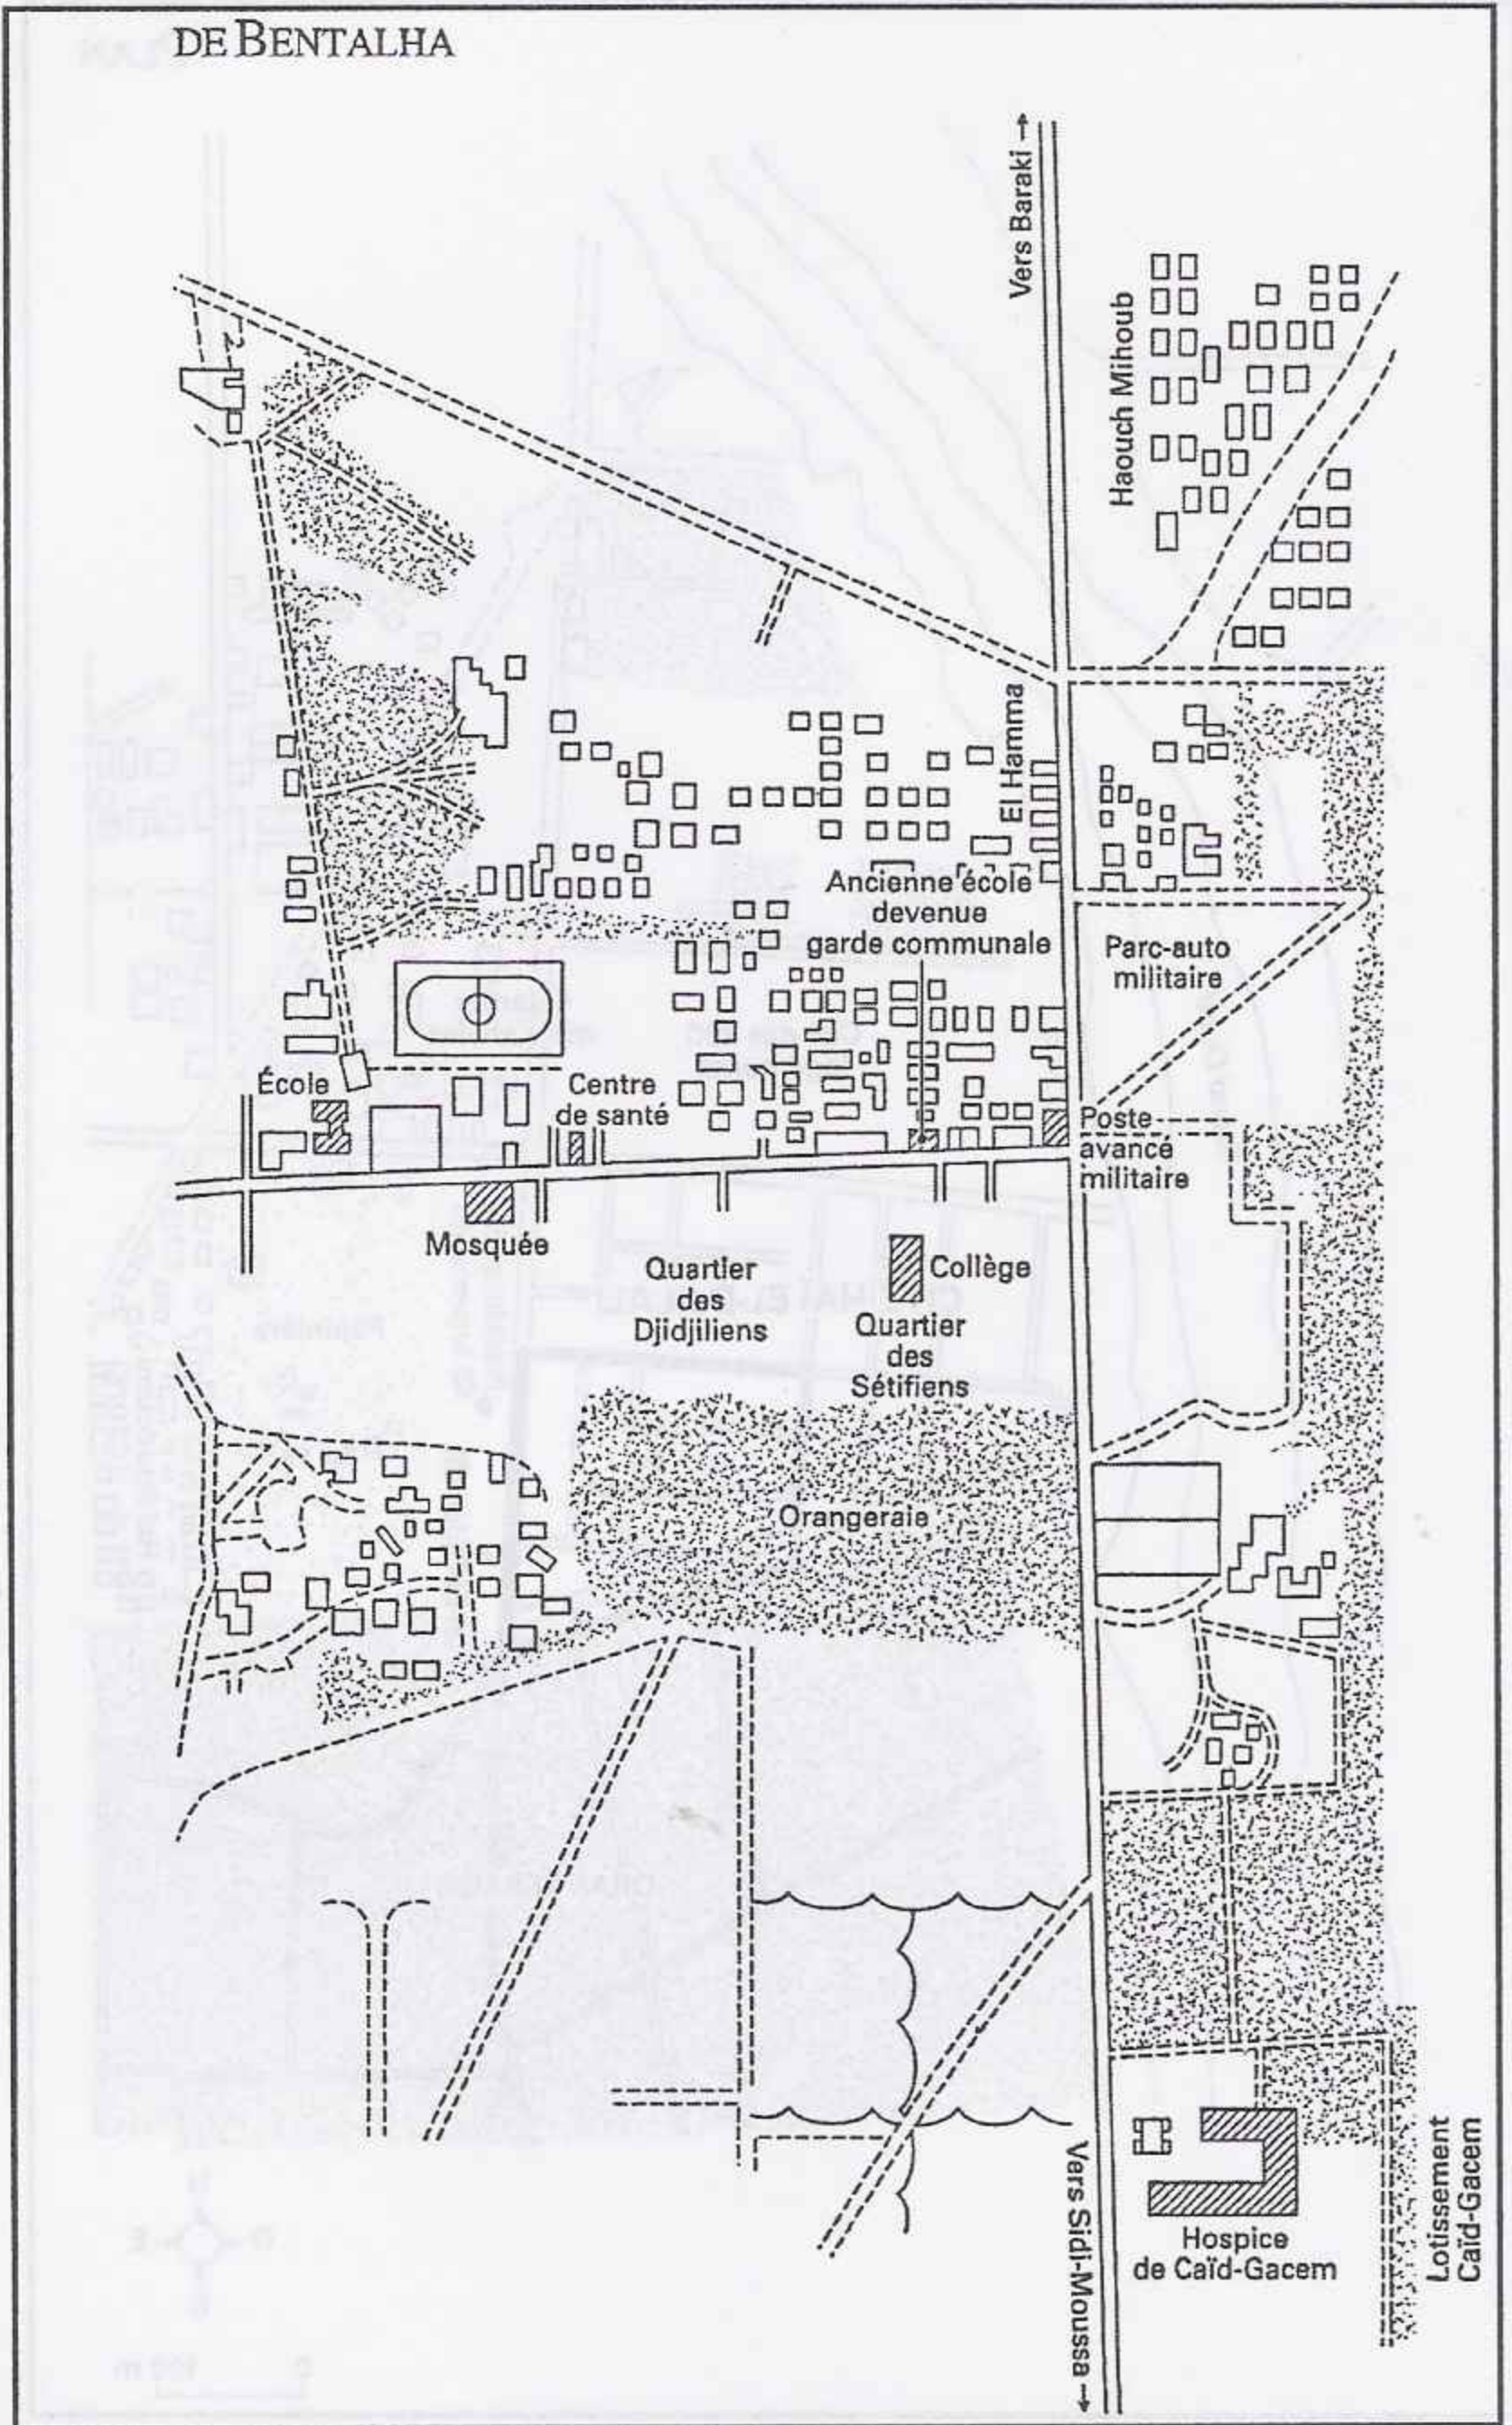 DE BENTALHA
Vers Baraki →
Haouch Mihoub
El Hamma
Ancienne école
devenue
garde communale
Parc-auto
militaire
École
Centre
de santé
Poste
avancé
militaire
Mosquée
Quartier
des
Djidjiliens
Collège
Quartier
des
Sétifiens
Orangeraie
Vers Sidi-Moussa →
Hospice
de Caïd-Gacem
Lotissement
Caïd-Gacem